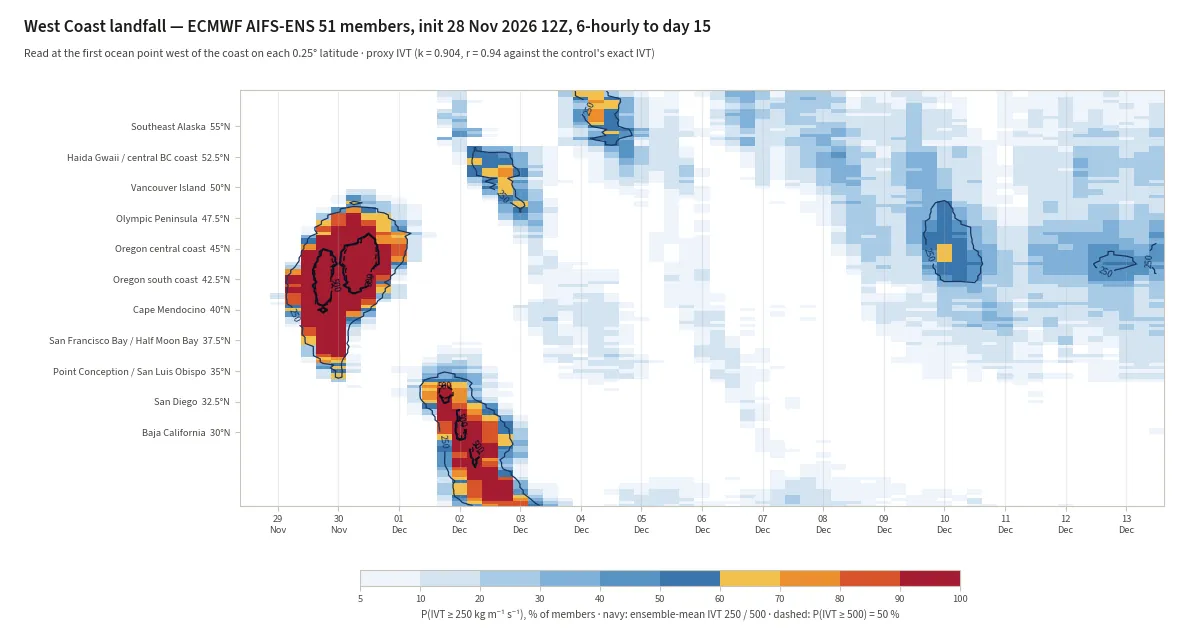 West Coast landfall — ECMWF AIFS-ENS 51 members, init 28 Nov 2026 12Z, 6-hourly to day 15
Read at the first ocean point west of the coast on each 0.25° latitude · proxy IVT (k = 0.904, r = 0.94 against the control's exact IVT)
Southeast Alaska 55°N
Haida Gwaii / central BC coast 52.5°N
Vancouver Island 50°N
Olympic Peninsula 47.5°N
Oregon central coast 45°N
Oregon south coast 42.5°N
Cape Mendocino 40°N
San Francisco Bay / Half Moon Bay 37.5°N
Point Conception / San Luis Obispo 35°N
San Diego 32.5°N
Baja California 30°N
250
250
250
250
250
29 Nov
30 Nov
01 Dec
02 Dec
03 Dec
04 Dec
05 Dec
06 Dec
07 Dec
08 Dec
09 Dec
10 Dec
11 Dec
12 Dec
13 Dec
5 10 20 30 40 50 60 70 80 90 100
P(IVT ≥ 250 kg m⁻¹ s⁻¹), % of members · navy: ensemble-mean IVT 250 / 500 · dashed: P(IVT ≥ 500) = 50 %